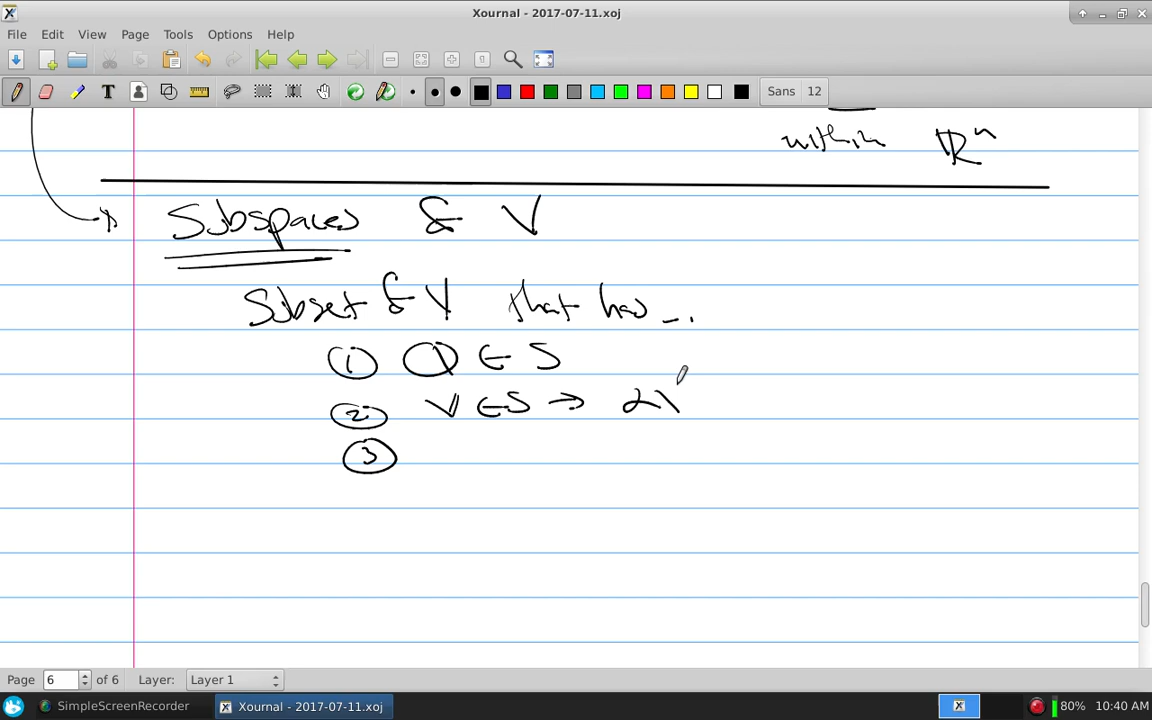 Xournal - 2017-07-11.xoj
File Edit View Page Tools Options Help
Sans 12
within ℝⁿ
Subspaces of V
Subset of V that has ...
① 0 ∈ S
② V ∈ S → αV
③
Page 6 of 6 Layer: Layer 1
SimpleScreenRecorder Xournal - 2017-07-11.xoj 80% 10:40 AM